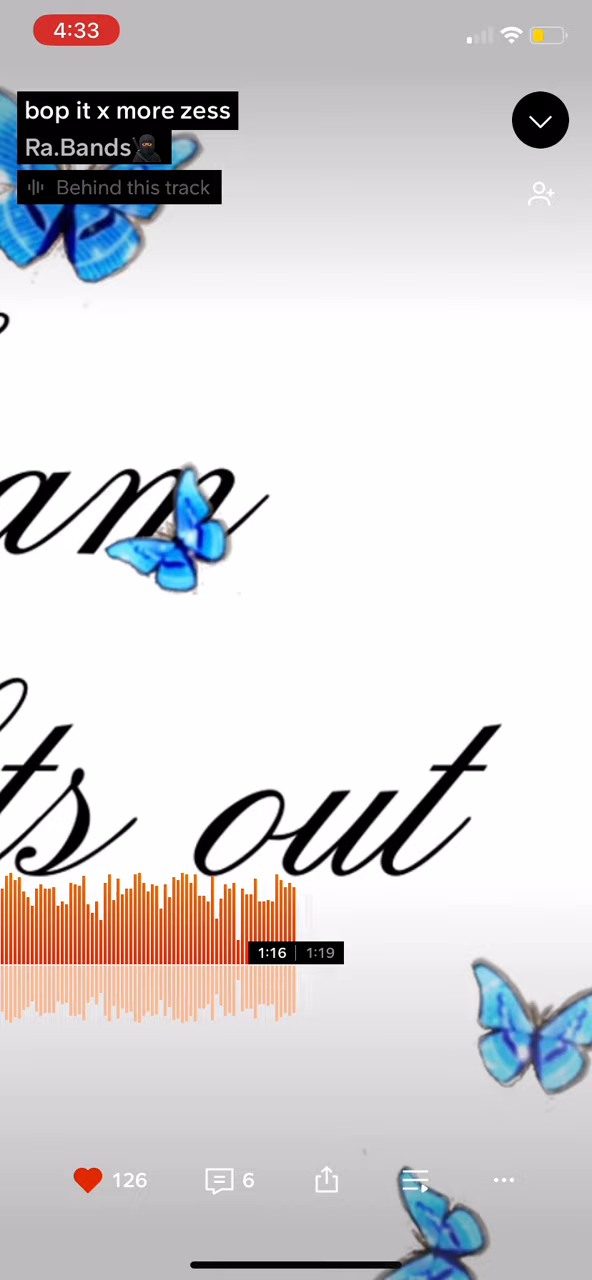 4:33
bop it x more zess
Ra.Bands
Behind this track
am
ts out
1:16 1:19
126 6